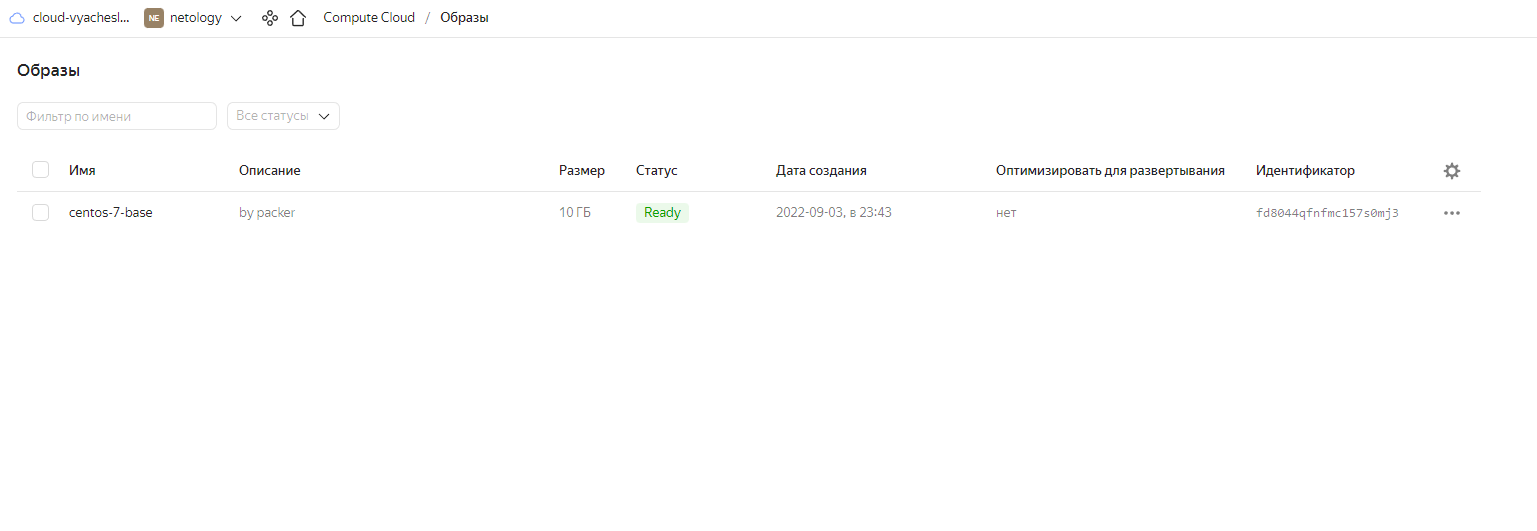 cloud-vyachesl... NE netology Compute Cloud / Образы
Образы
Фильтр по имени Все статусы
Имя Описание Размер Статус Дата создания Оптимизировать для развертывания Идентификатор
centos-7-base by packer 10 ГБ Ready 2022-09-03, в 23:43 нет fd8044qfnfmc157s0mj3